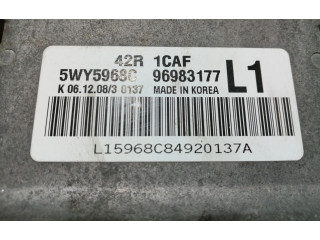 42R 1CAF
5WY5968C 96983177 L1
K 06.12.08/3 0137 MADE IN KOREA
L15968C84920137A